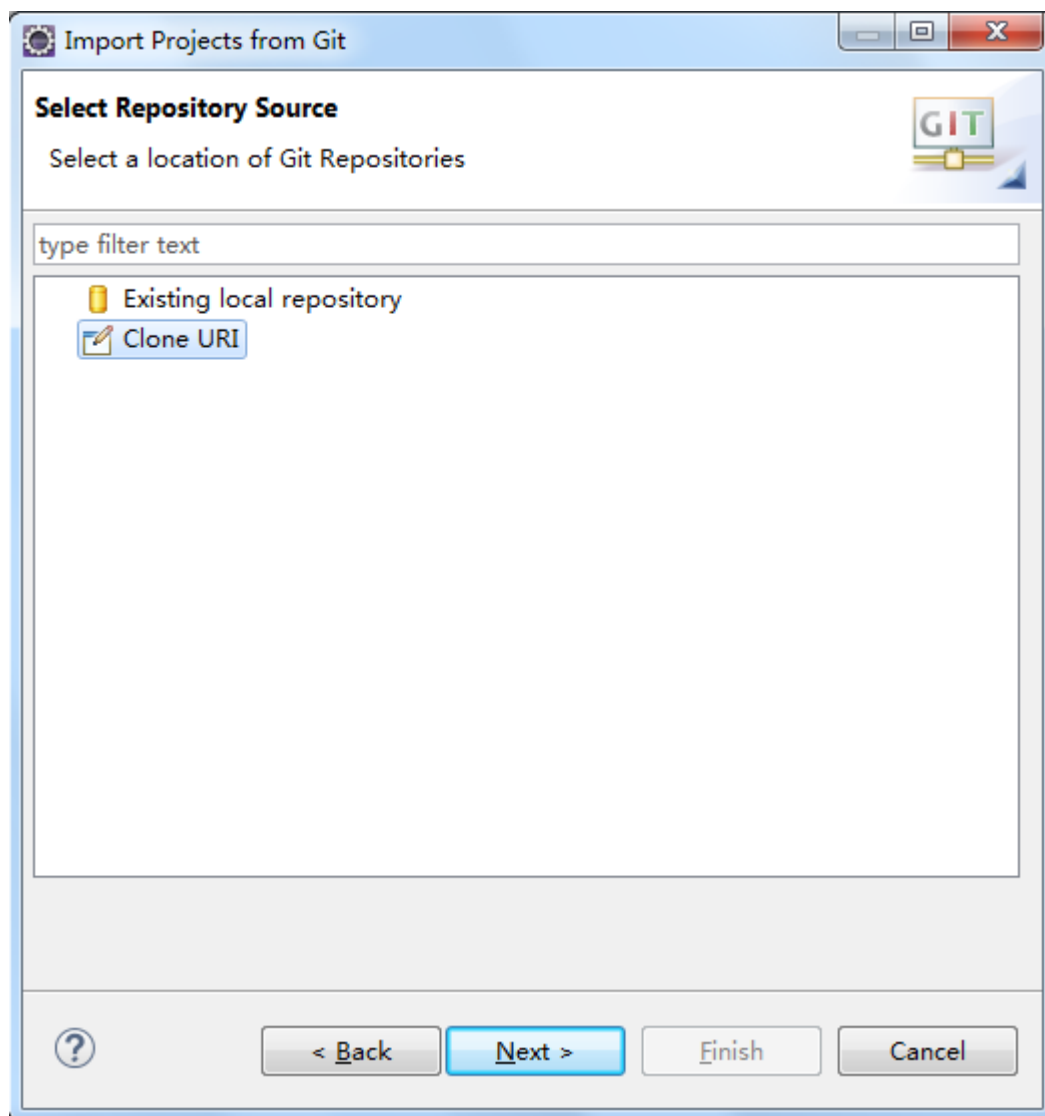 Import Projects from Git
Select Repository Source
Select a location of Git Repositories
GIT
type filter text
Existing local repository
Clone URI
? < Back Next > Finish Cancel